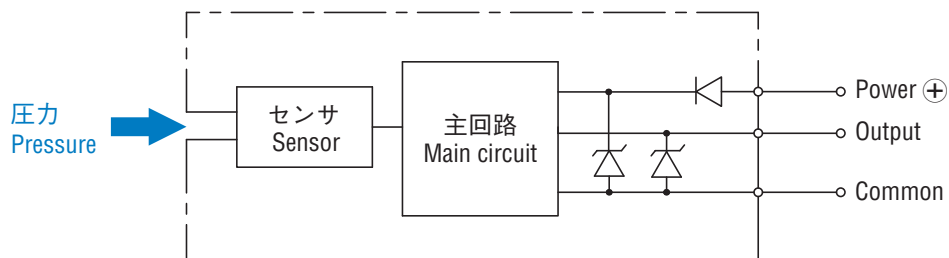 圧力
Pressure
センサ
Sensor
主回路
Main circuit
Power ⊕
Output
Common